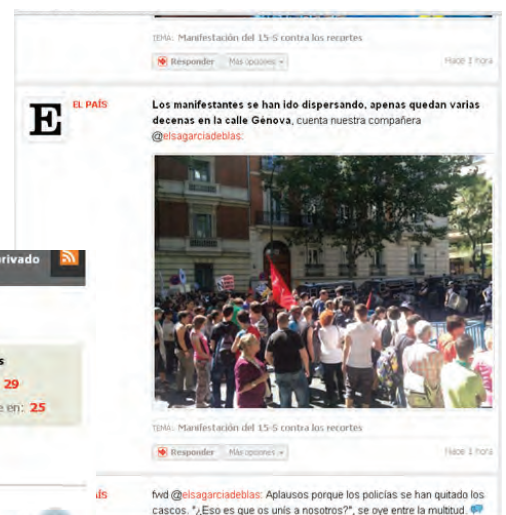 TEMA: Manifestación del 15-S contra los recortes
Responder Más opciones
Hace 1 hora
E
EL PAÍS
Los manifestantes se han ido dispersando, apenas quedan varias
decenas en la calle Génova, cuenta nuestra compañera
@elsagarciadeblas:
TEMA: Manifestación del 15-S contra los recortes
Responder Más opciones
Hace 1 hora
rivado
s
29
e en: 25
aís
fwd @elsagarciadeblas: Aplausos porque los policías se han quitado los
cascos. "¿Eso es que os unís a nosotros?", se oye entre la multitud.